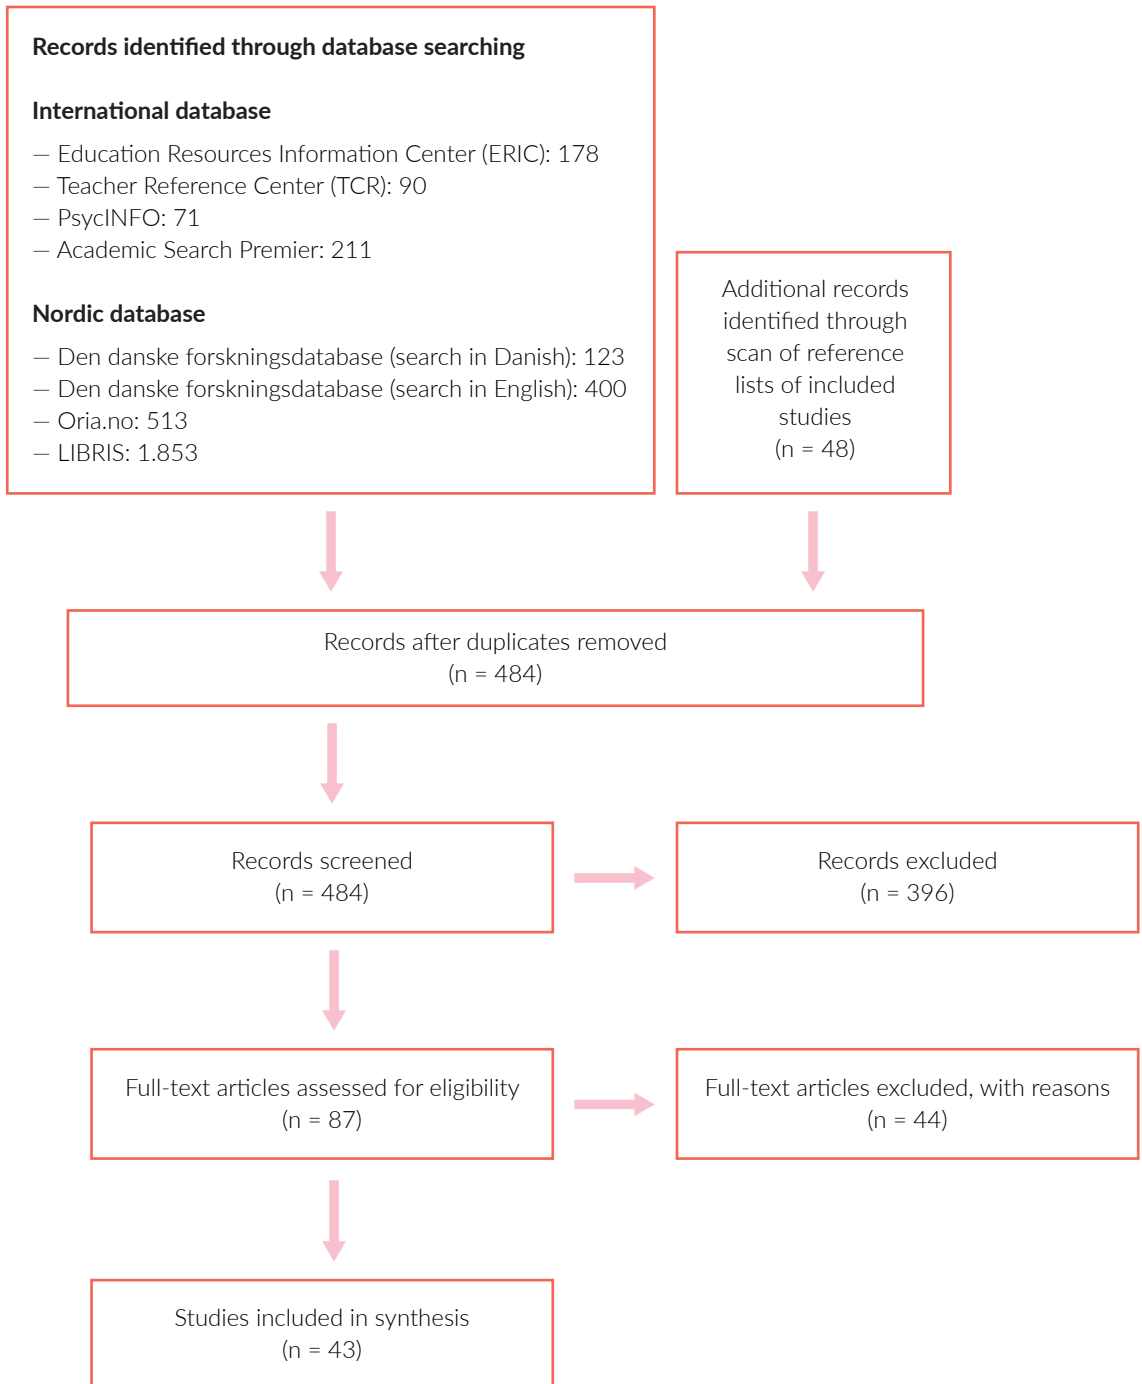 Records identified through database searching
International database
— Education Resources Information Center (ERIC): 178
— Teacher Reference Center (TCR): 90
— PsycINFO: 71
— Academic Search Premier: 211
Nordic database
— Den danske forskningsdatabase (search in Danish): 123
— Den danske forskningsdatabase (search in English): 400
— Oria.no: 513
— LIBRIS: 1.853
Additional records
identified through
scan of reference
lists of included
studies
(n = 48)
Records after duplicates removed
(n = 484)
Records screened
(n = 484)
Records excluded
(n = 396)
Full-text articles assessed for eligibility
(n = 87)
Full-text articles excluded, with reasons
(n = 44)
Studies included in synthesis
(n = 43)